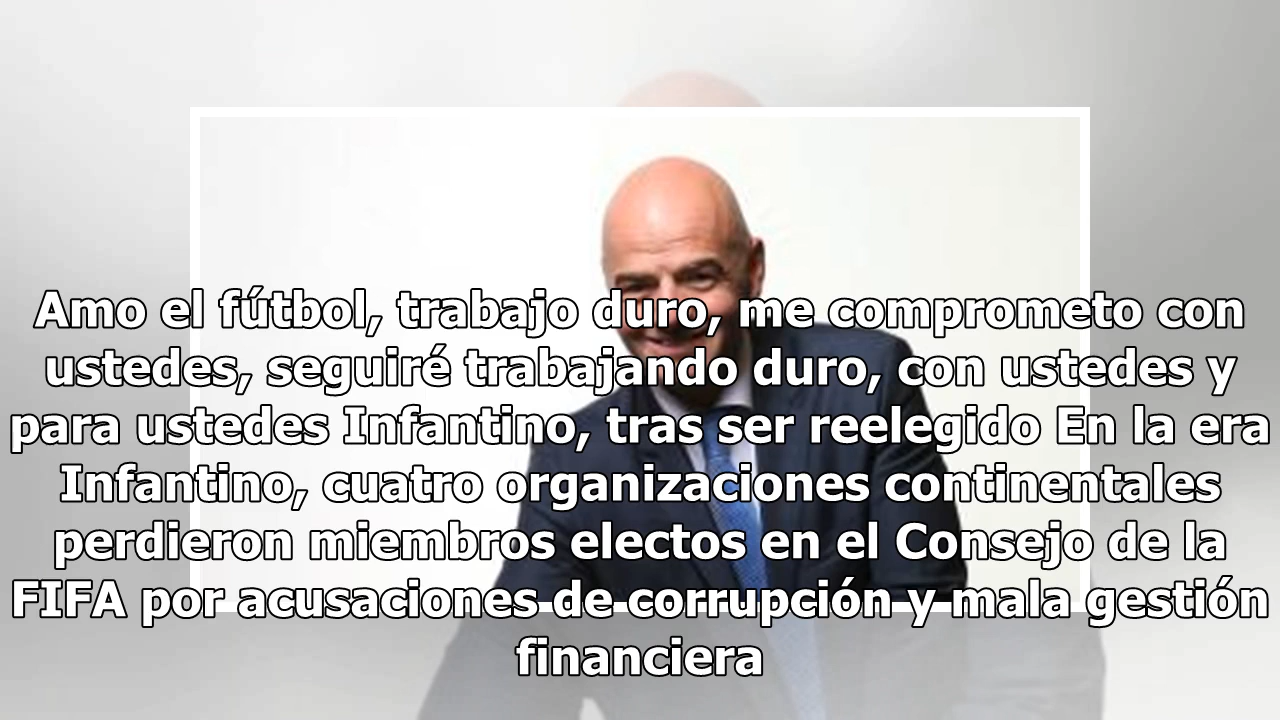 Amo el fútbol, trabajo duro, me comprometo con
ustedes, seguiré trabajando duro, con ustedes y
para ustedes Infantino, tras ser reelegido En la era
Infantino, cuatro organizaciones continentales
perdieron miembros electos en el Consejo de la
FIFA por acusaciones de corrupción y mala gestión
financiera